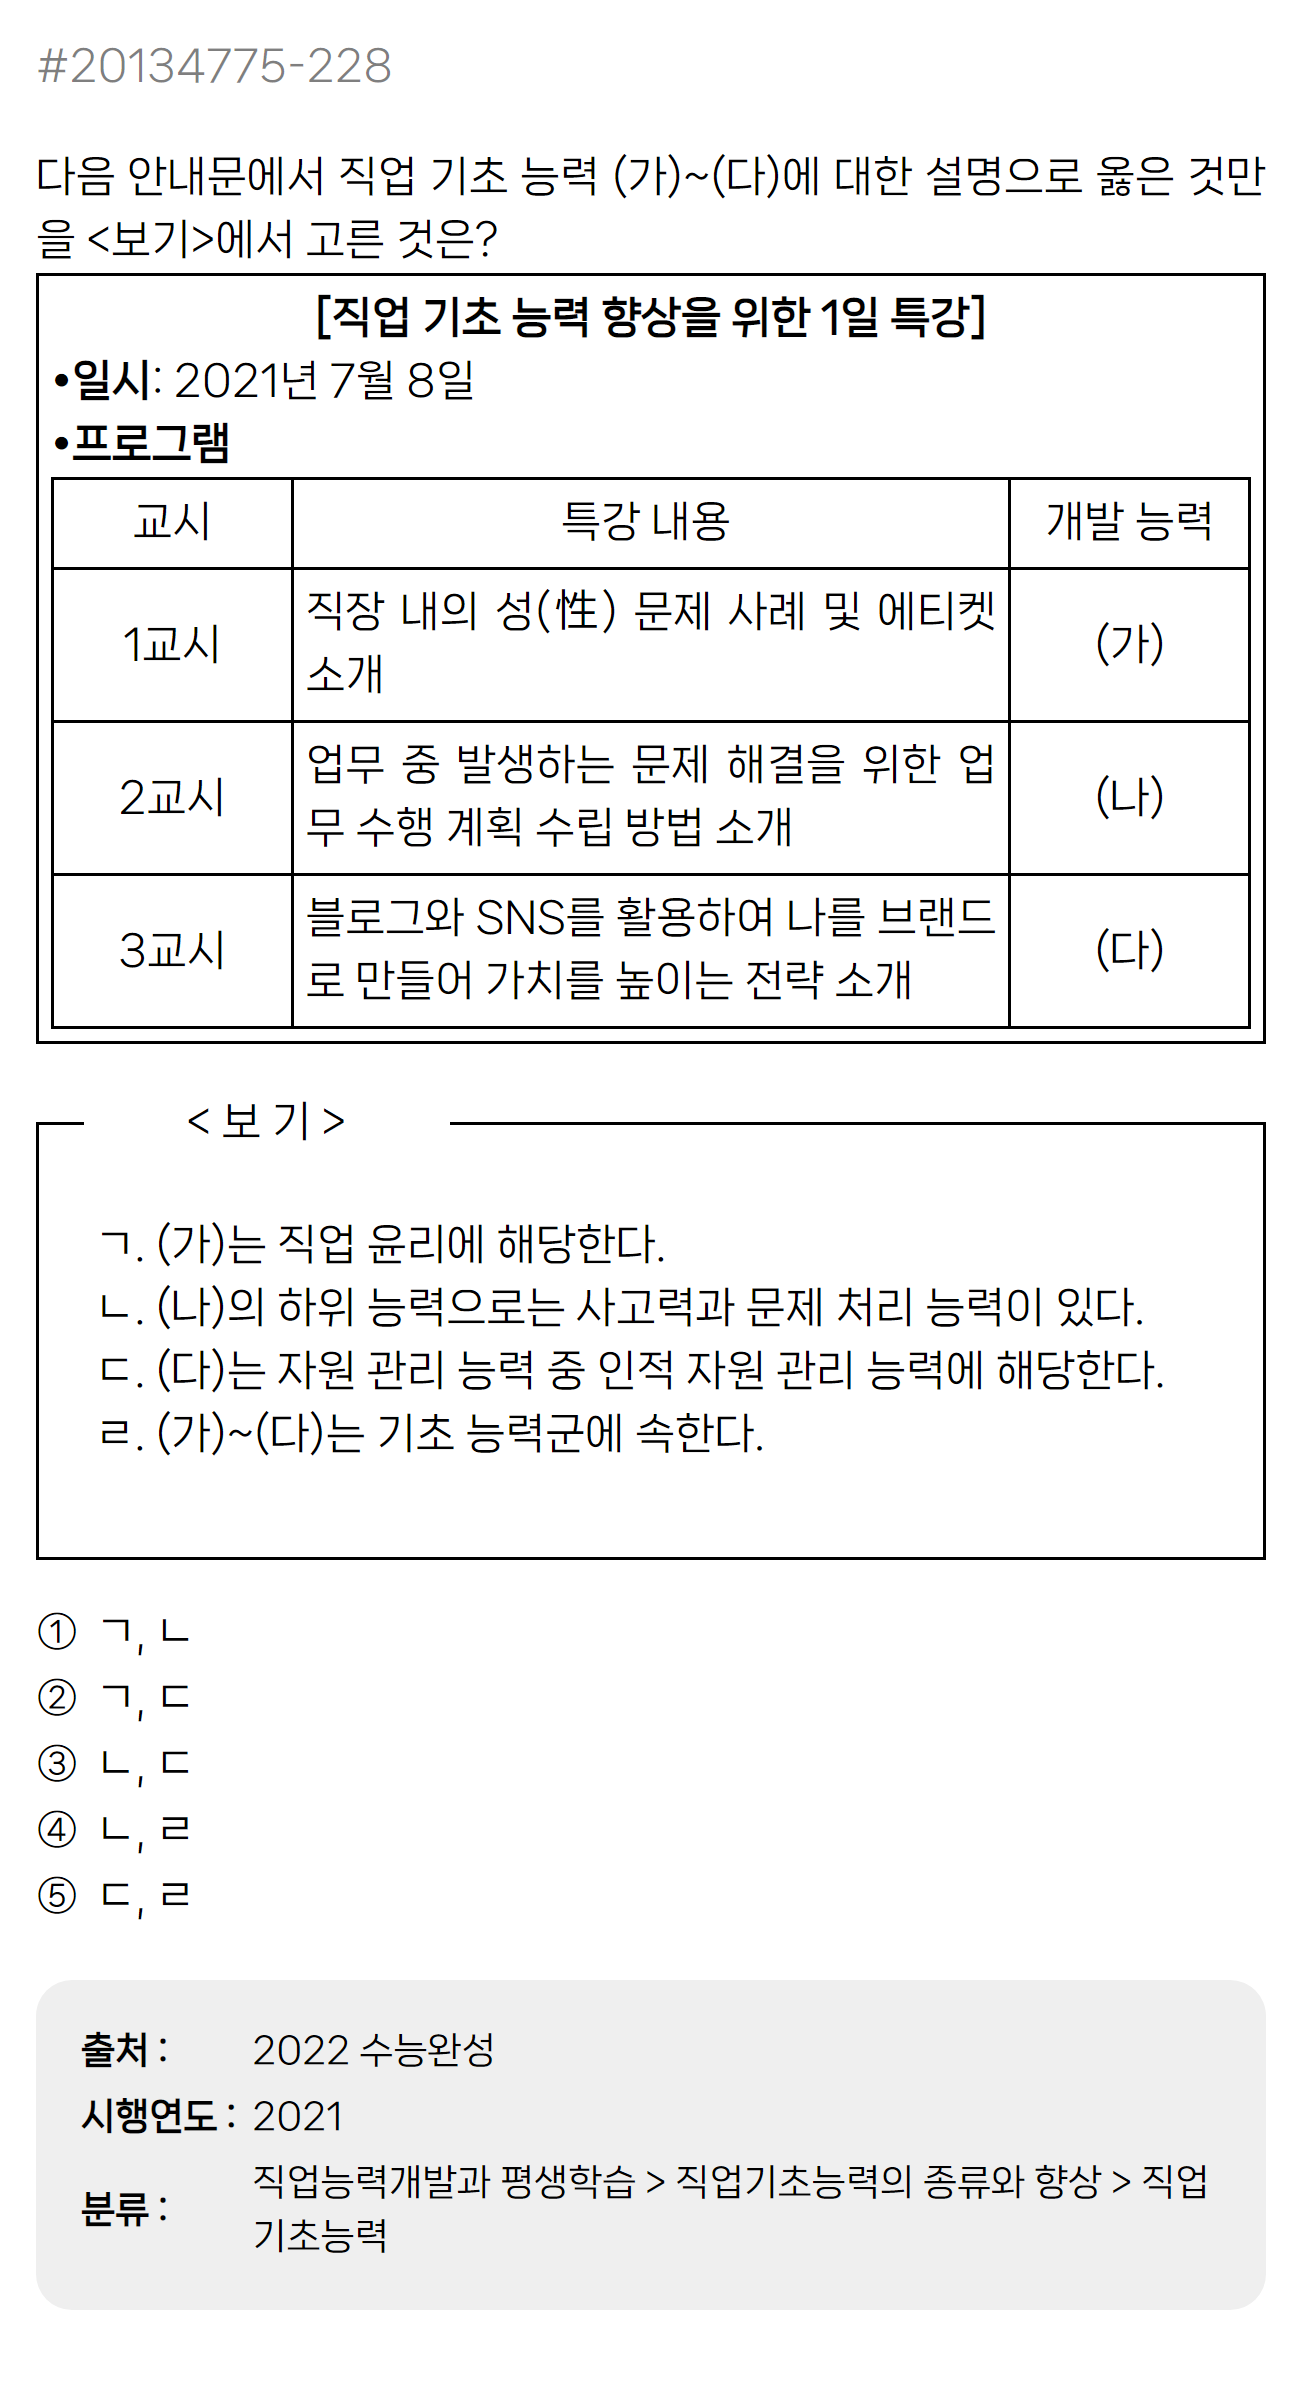 #20134775-228
다음 안내문에서 직업 기초 능력 (가)~(다)에 대한 설명으로 옳은 것만
을 <보기>에서 고른 것은?
[직업 기초 능력 향상을 위한 1일 특강]
•일시: 2021년 7월 8일
•프로그램
교시 특강 내용 개발 능력
1교시 직장 내의 성(性) 문제 사례 및 에티켓
소개 (가)
2교시 업무 중 발생하는 문제 해결을 위한 업
무 수행 계획 수립 방법 소개 (나)
3교시 블로그와 SNS를 활용하여 나를 브랜드
로 만들어 가치를 높이는 전략 소개 (다)
< 보 기 >
ㄱ. (가)는 직업 윤리에 해당한다.
ㄴ. (나)의 하위 능력으로는 사고력과 문제 처리 능력이 있다.
ㄷ. (다)는 자원 관리 능력 중 인적 자원 관리 능력에 해당한다.
ㄹ. (가)~(다)는 기초 능력군에 속한다.
① ㄱ, ㄴ
② ㄱ, ㄷ
③ ㄴ, ㄷ
④ ㄴ, ㄹ
⑤ ㄷ, ㄹ
출처 : 2022 수능완성
시행연도 : 2021
분류 : 직업능력개발과 평생학습 > 직업기초능력의 종류와 향상 > 직업
기초능력